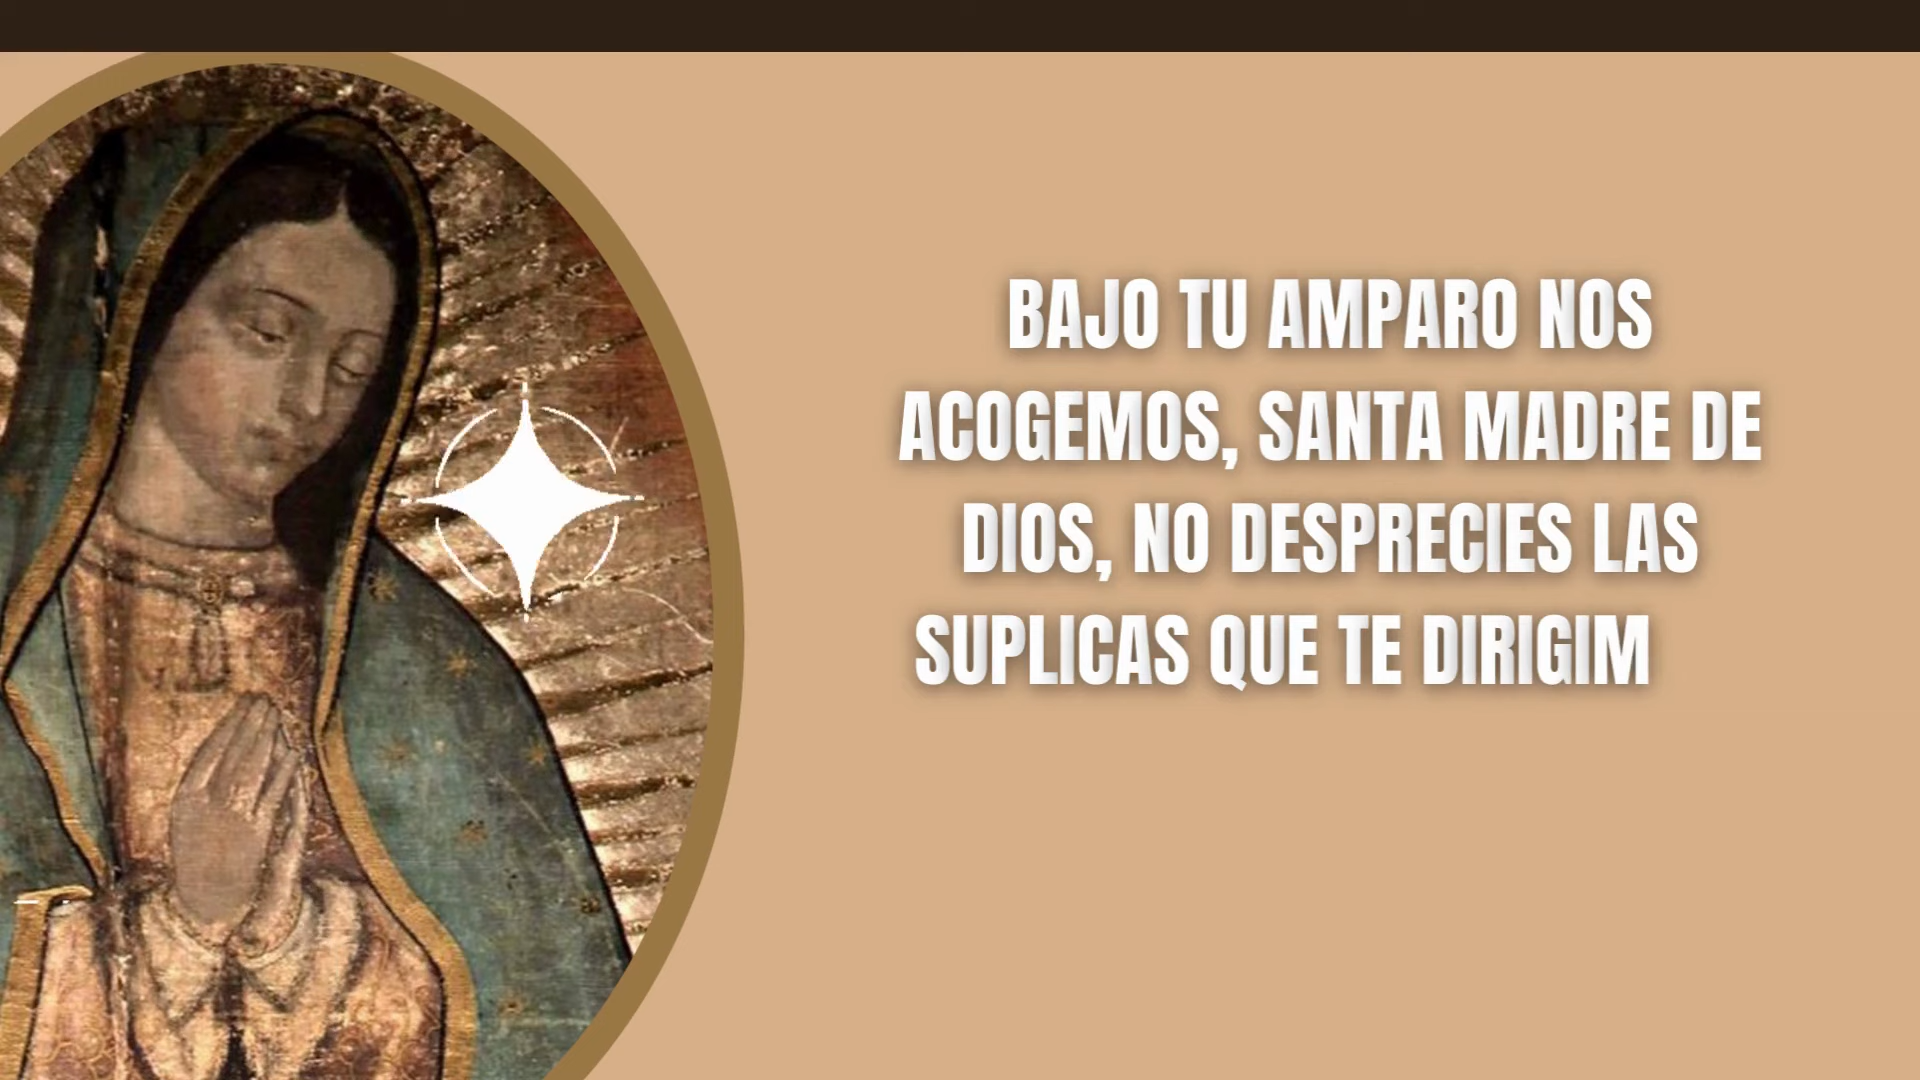 BAJO TU AMPARO NOS
ACOGEMOS, SANTA MADRE DE
DIOS, NO DESPRECIES LAS
SUPLICAS QUE TE DIRIGIM